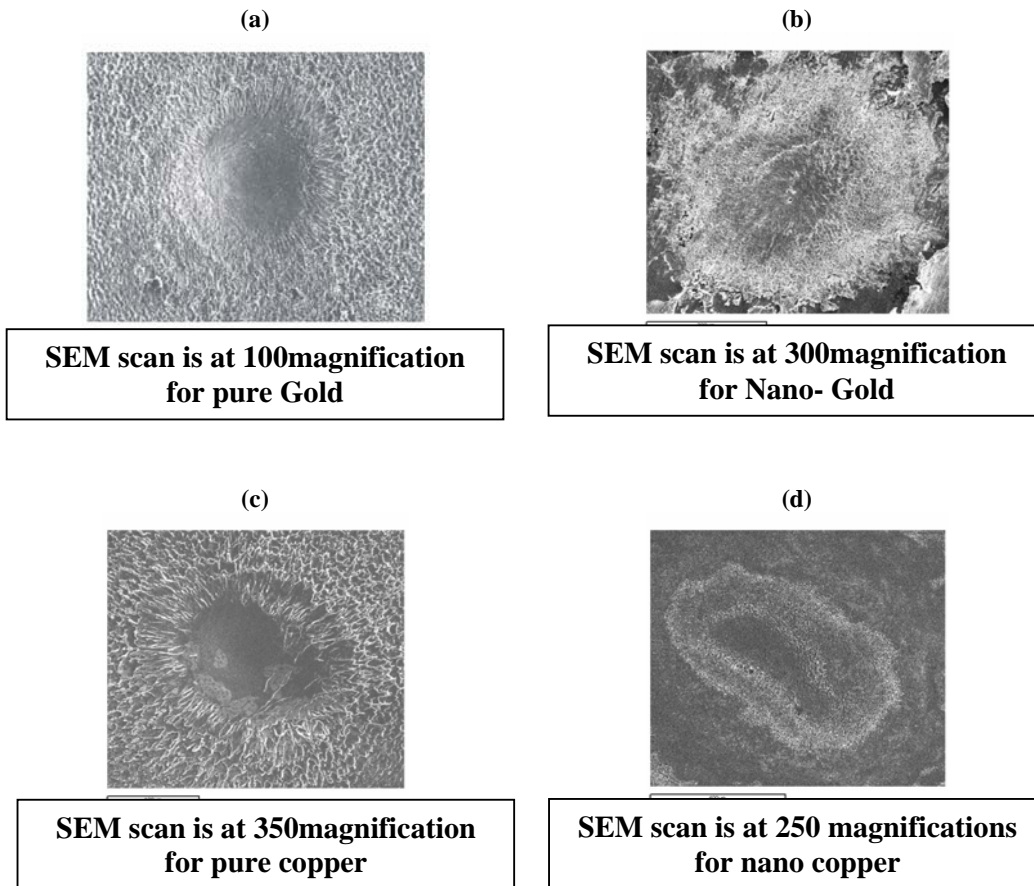 (a)
(b)
SEM scan is at 100magnification
for pure Gold
SEM scan is at 300magnification
for Nano- Gold
(c)
(d)
SEM scan is at 350magnification
for pure copper
SEM scan is at 250 magnifications
for nano copper